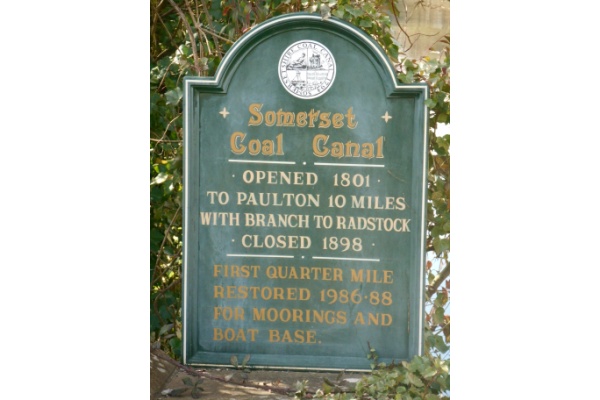 Somerset
Coal Canal
· OPENED 1801 ·
TO PAULTON 10 MILES
WITH BRANCH TO RADSTOCK
· CLOSED 1898 ·
FIRST QUARTER MILE
RESTORED 1986·88
FOR MOORINGS AND
BOAT BASE.